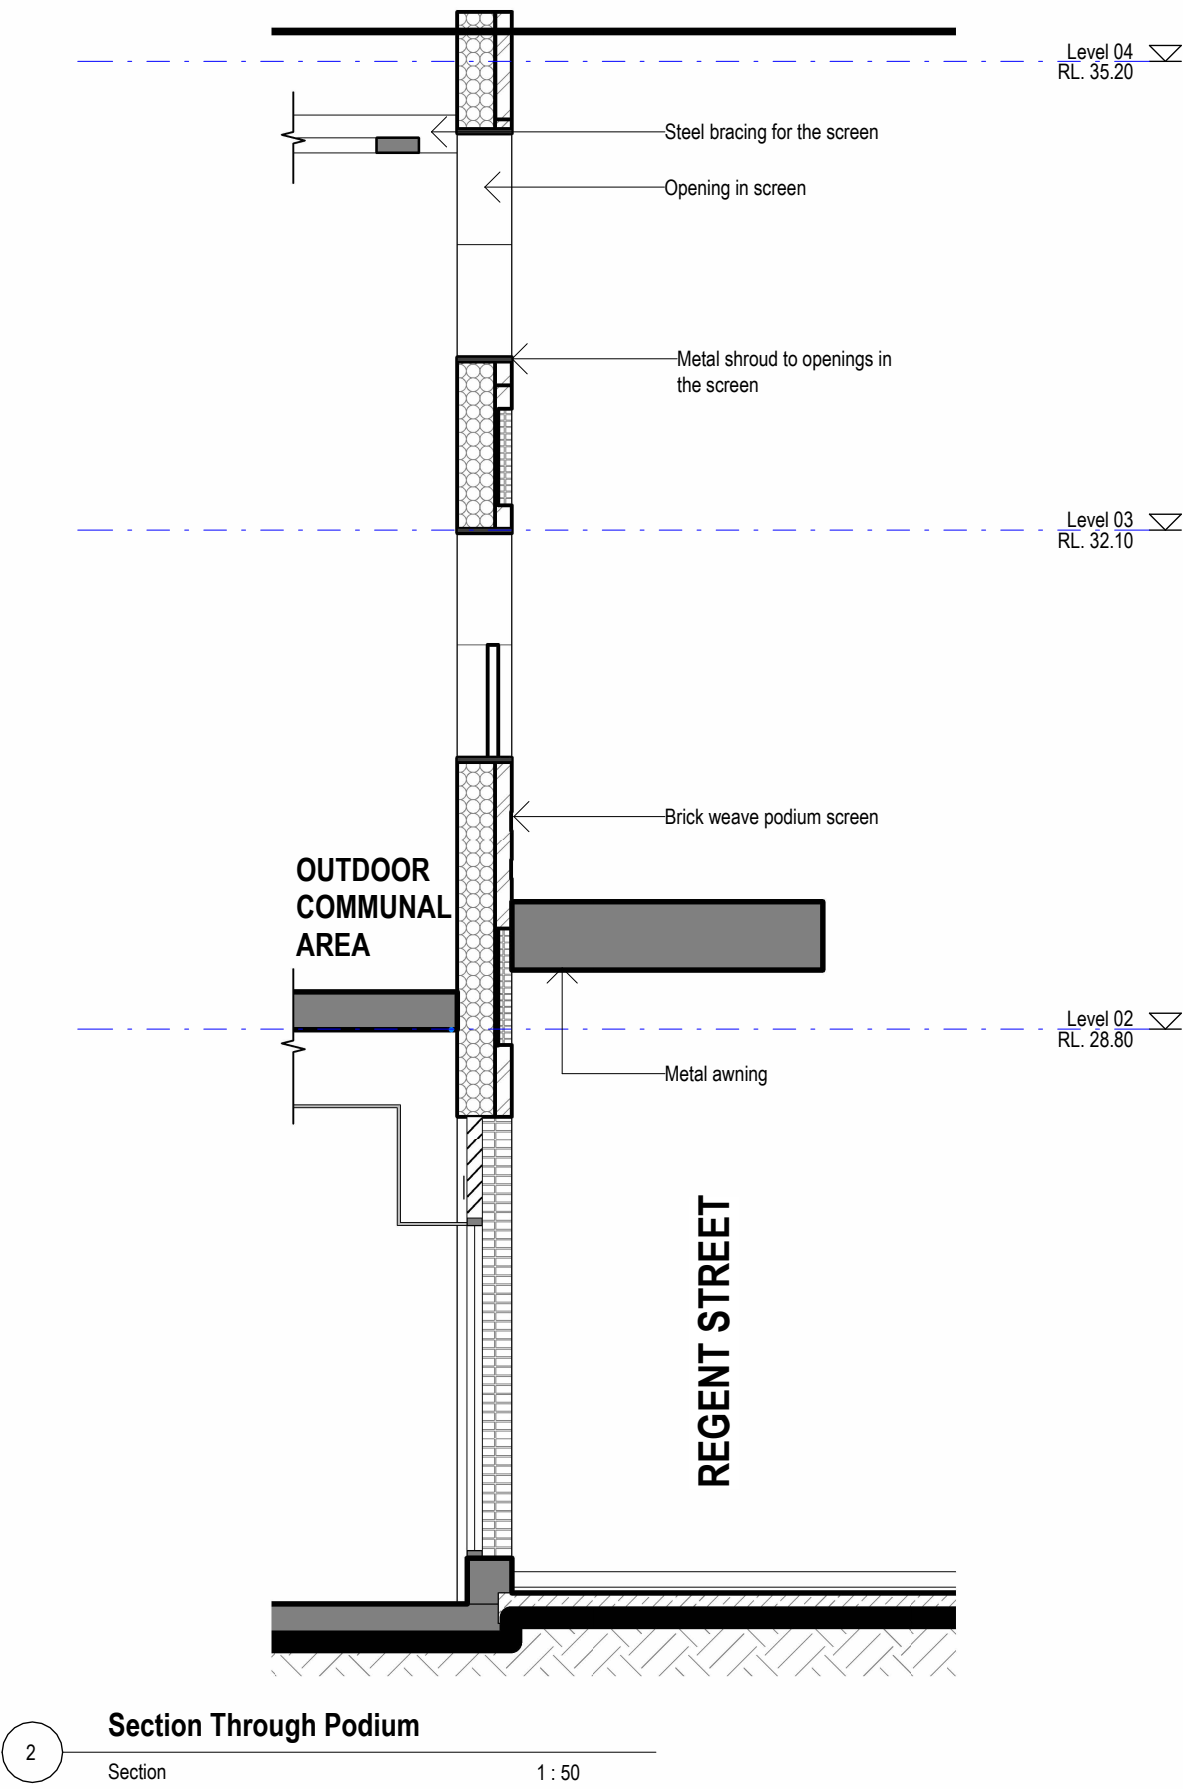 Level 04
RL. 35.20
Steel bracing for the screen
Opening in screen
Metal shroud to openings in
the screen
Level 03
RL. 32.10
Brick weave podium screen
OUTDOOR
COMMUNAL
AREA
Level 02
RL. 28.80
Metal awning
REGENT STREET
2
Section Through Podium
Section
1 : 50